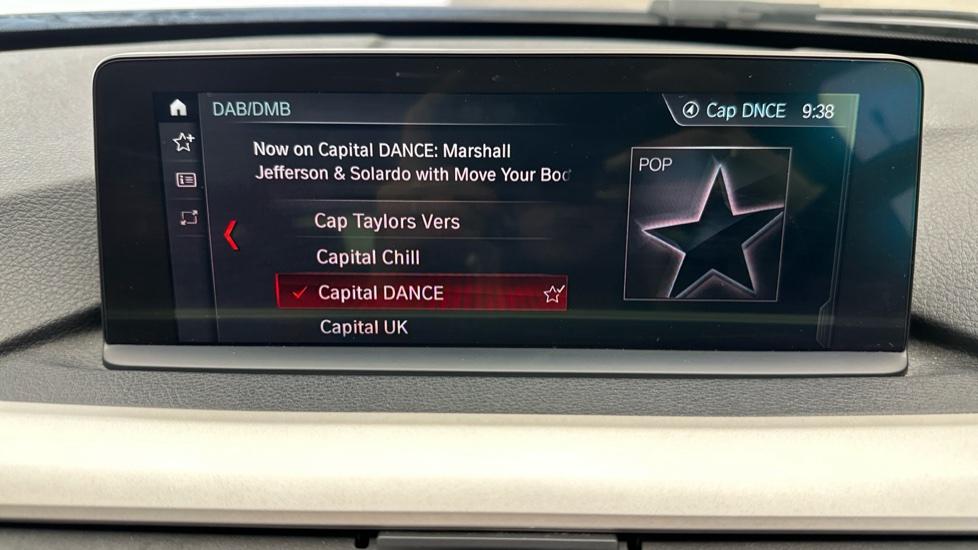 DAB/DMB
Cap DNCE 9:38
Now on Capital DANCE: Marshall
Jefferson & Solardo with Move Your Bod
POP
Cap Taylors Vers
Capital Chill
Capital DANCE
Capital UK